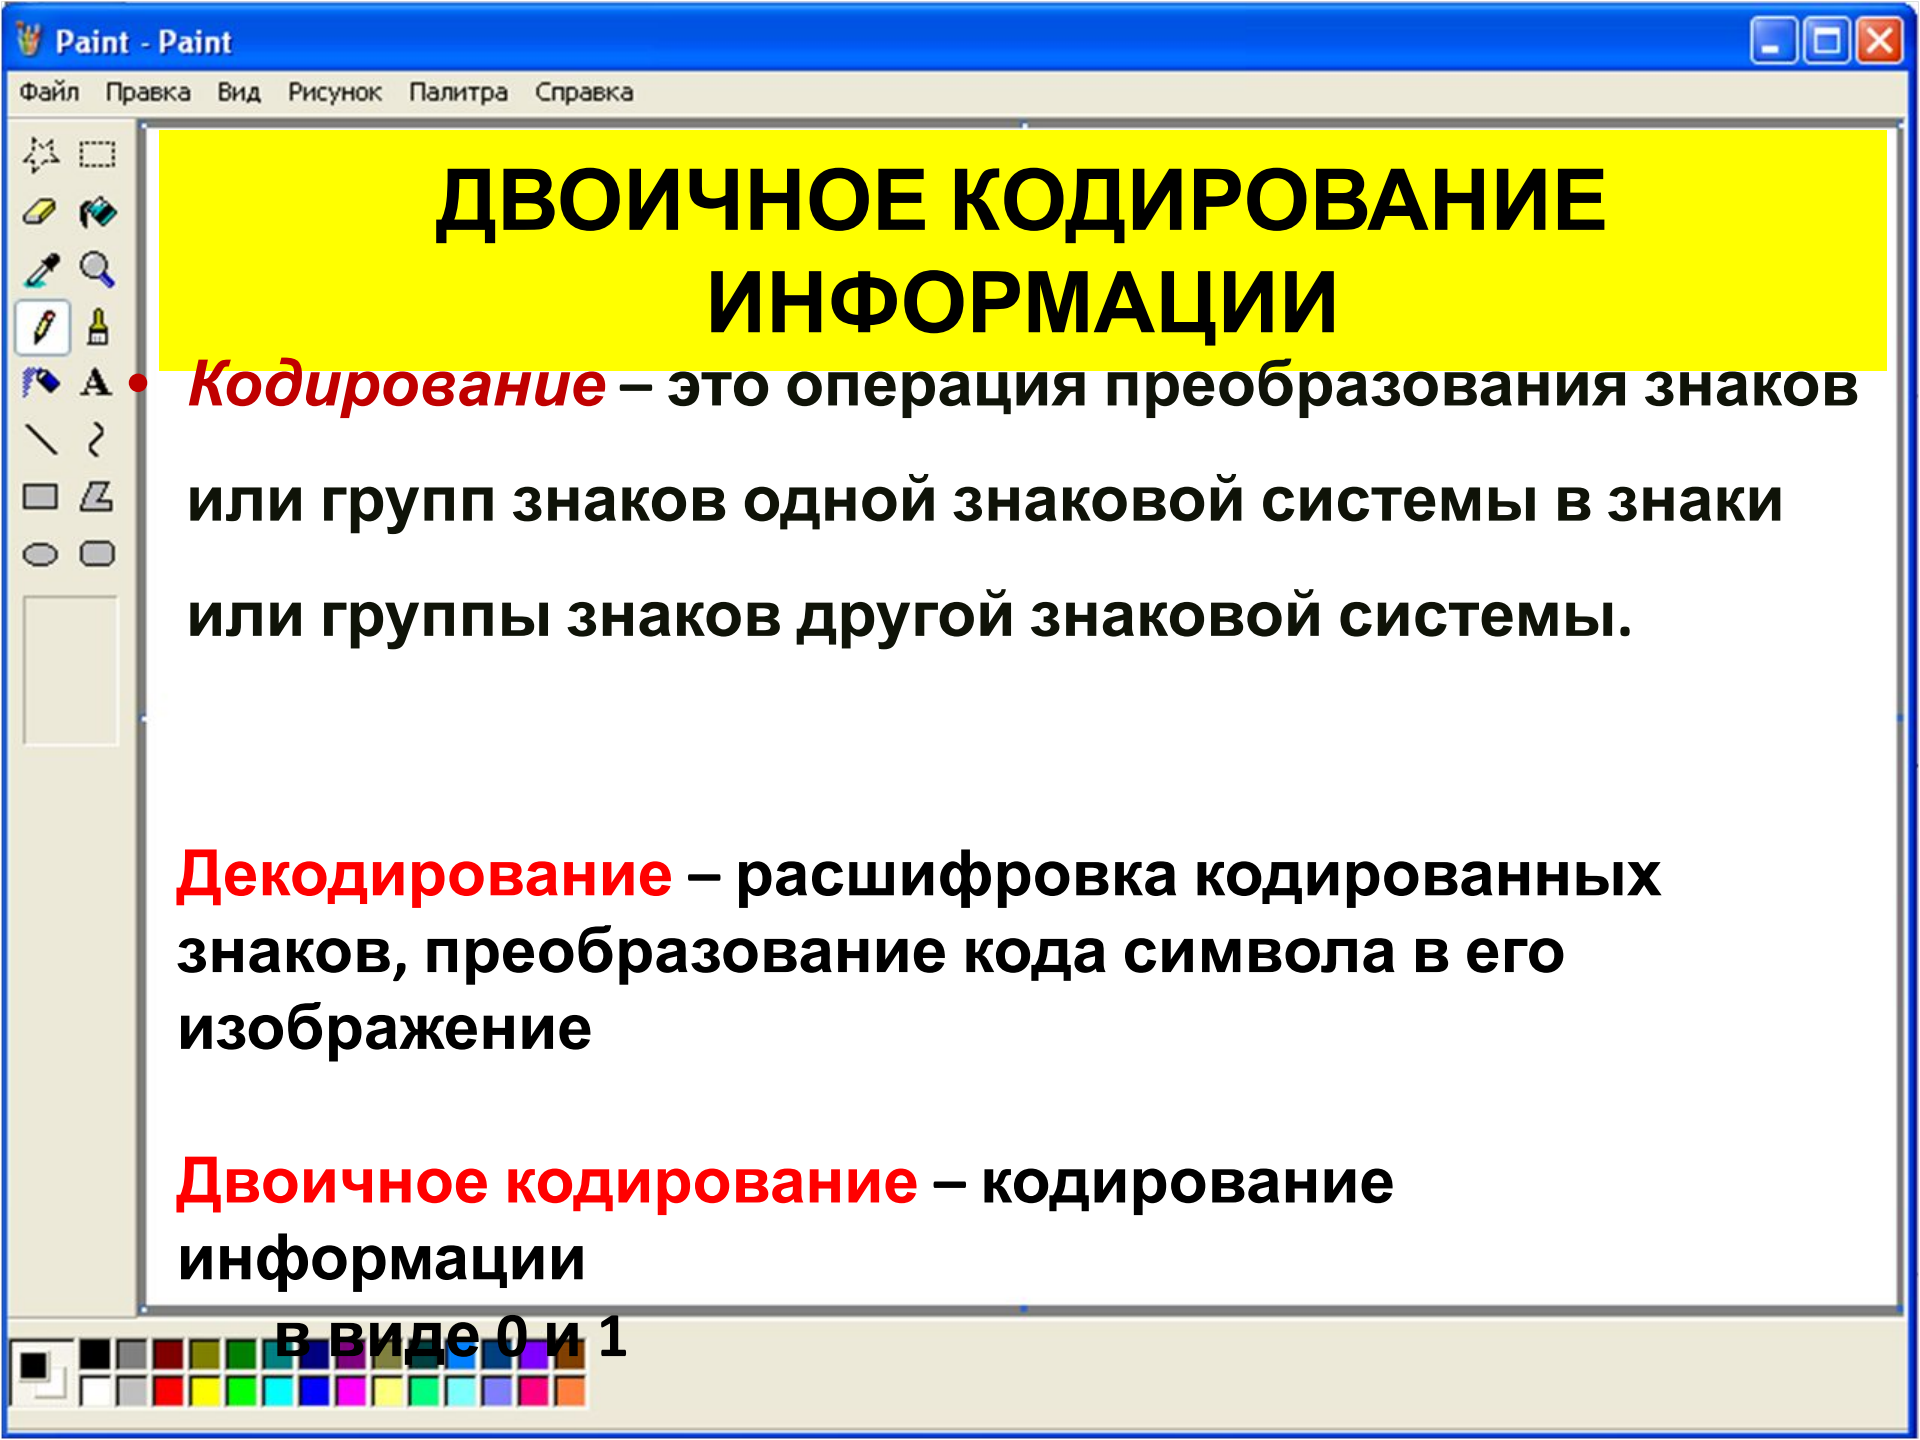 Paint - Paint
Файл Правка Вид Рисунок Палитра Справка
ДВОИЧНОЕ КОДИРОВАНИЕ
ИНФОРМАЦИИ
• Кодирование – это операция преобразования знаков
или групп знаков одной знаковой системы в знаки
или группы знаков другой знаковой системы.
Декодирование – расшифровка кодированных
знаков, преобразование кода символа в его
изображение
Двоичное кодирование – кодирование
информации
в виде 0 и 1